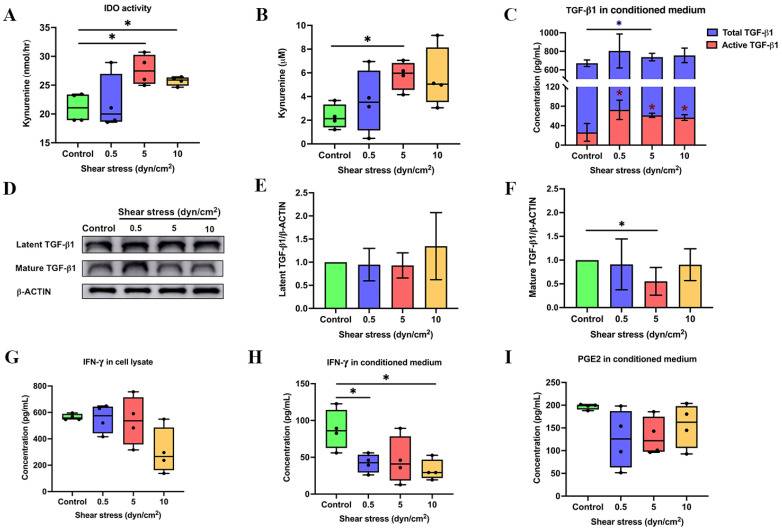 A
IDO activity
Kynurenine (nmol/hr)
35
30
25
20
15
*
*
Control
0.5
5
10
Shear stress (dyn/cm²)
B
Kynurenine (μM)
10
8
6
4
2
0
*
Control
0.5
5
10
Shear stress (dyn/cm²)
C
TGF-β1 in conditioned medium
Total TGF-β1
Active TGF-β1
Concentration (pg/mL)
1000
800
600
400
120
80
40
0
*
*
*
*
Control
0.5
5
10
Shear stress (dyn/cm²)
D
Shear stress (dyn/cm²)
Control
0.5
5
10
Latent TGF-β1
Mature TGF-β1
β-ACTIN
E
Latent TGF-β1/β-ACTIN
2.5
2.0
1.5
1.0
0.5
0.0
Control
0.5
5
10
Shear stress (dyn/cm²)
F
Mature TGF-β1/β-ACTIN
2.5
2.0
1.5
1.0
0.5
0.0
*
Control
0.5
5
10
Shear stress (dyn/cm²)
G
IFN-γ in cell lysate
Concentration (pg/mL)
800
600
400
200
0
Control
0.5
5
10
Shear stress (dyn/cm²)
H
IFN-γ in conditioned medium
Concentration (pg/mL)
150
100
50
0
*
*
Control
0.5
5
10
Shear stress (dyn/cm²)
I
PGE2 in conditioned medium
Concentration (pg/mL)
250
200
150
100
50
0
Control
0.5
5
10
Shear stress (dyn/cm²)